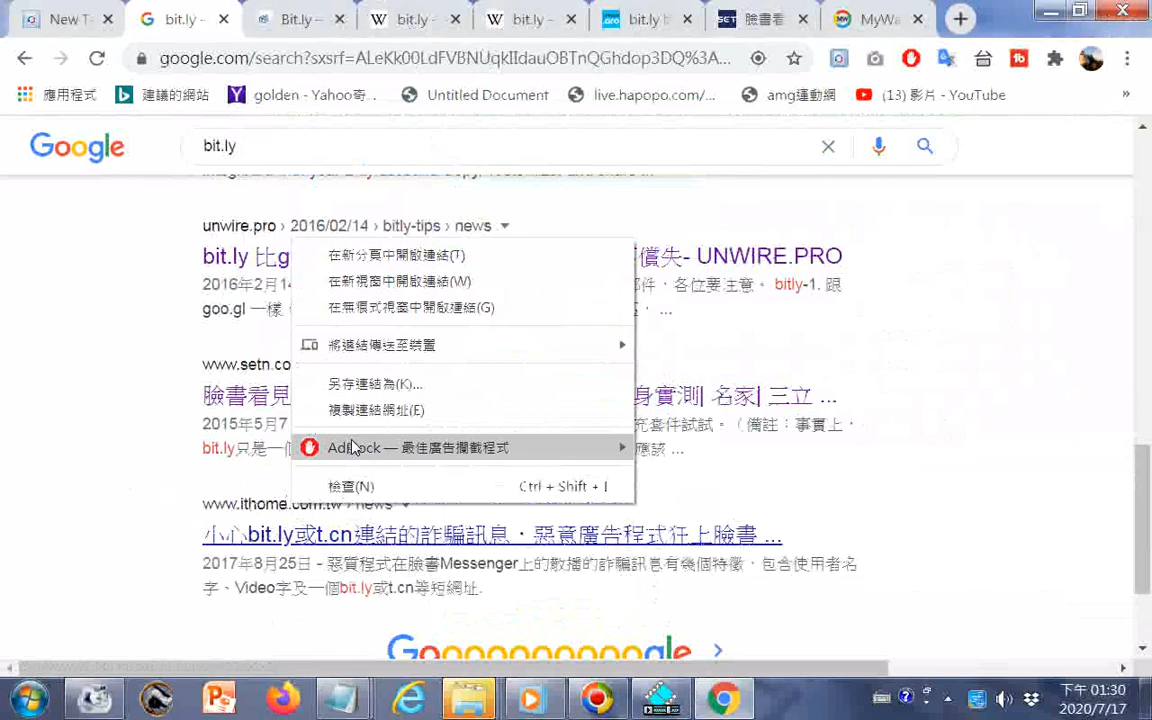 New T
bit.ly -
Bit.ly —
bit.ly -
bit.ly -
bit.ly b
臉書看
MyWa
google.com/search?sxsrf=ALeKk00LdFVBNUqkIIdauOBTnQGhdop3DQ%3A...
應用程式
建議的網站
golden - Yahoo奇...
Untitled Document
live.hapopo.com/...
amg運動網
(13) 影片 - YouTube
»
Google
bit.ly
unwire.pro › 2016/02/14 › bitly-tips › news
bit.ly 比g
償失- UNWIRE.PRO
2016年2月14
件，各位要注意。 bitly-1. 跟
goo.gl 一樣
，...
在新分頁中開啟連結(T)
在新視窗中開啟連結(W)
在無痕式視窗中開啟連結(G)
將連結傳送至裝置
另存連結為(K)...
複製連結網址(E)
AdBlock — 最佳廣告攔截程式
檢查(N)
Ctrl + Shift + I
www.setn.co
臉書看見
身實測| 名家| 三立 ...
2015年5月7
充套件試試。（備註：事實上，
bit.ly只是一個
應該 ...
www.ithome.com.tw › news
小心bit.ly或t.cn連結的詐騙訊息，惡意廣告程式在上臉書 ...
2017年8月25日 - 惡質程式在臉書Messenger上的散播的詐騙訊息有幾個特徵，包含使用者名
字、Video字及一個bit.ly或t.cn等短網址.
Goooooooooogle
下午 01:30
2020/7/17